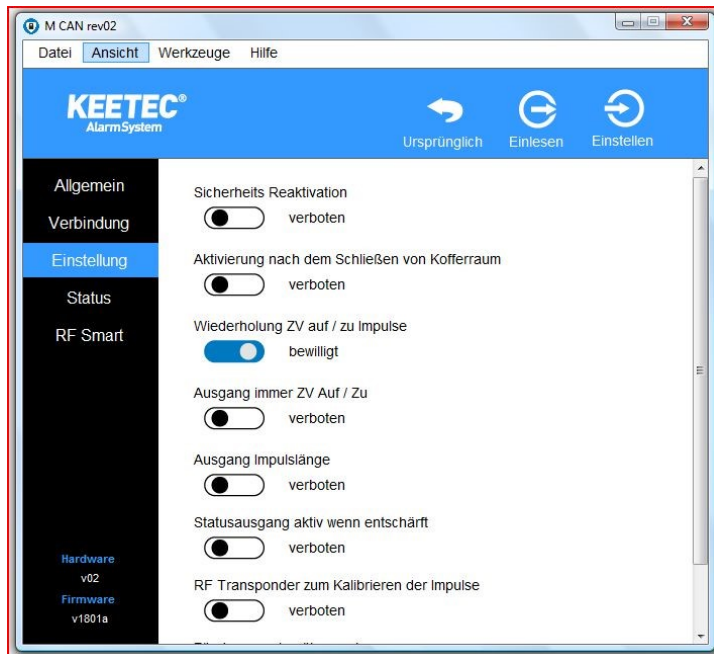 M CAN rev02
Datei Ansicht Werkzeuge Hilfe
KEETEC®
AlarmSystem
Ursprünglich Einlesen Einstellen
Allgemein
Verbindung
Einstellung
Status
RF Smart
Hardware
v02
Firmware
v1801a
Sicherheits Reaktivation
verboten
Aktivierung nach dem Schließen von Kofferraum
verboten
Wiederholung ZV auf / zu Impulse
bewilligt
Ausgang immer ZV Auf / Zu
verboten
Ausgang Impulslänge
verboten
Statusausgang aktiv wenn entschärft
verboten
RF Transponder zum Kalibrieren der Impulse
verboten